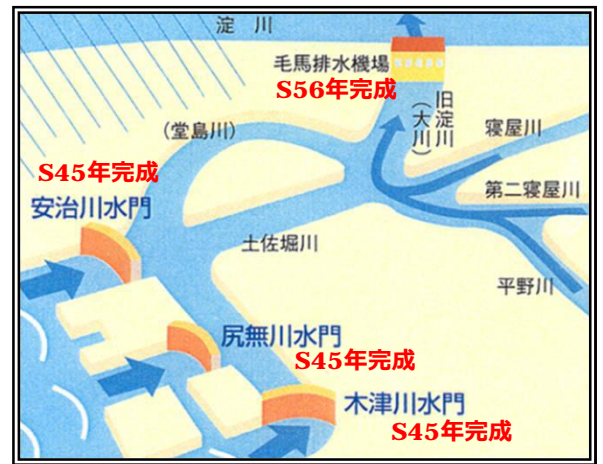 淀 川
毛馬排水機場
S56年完成
旧淀川
（大川）
（堂島川）
寝屋川
S45年完成
安治川水門
第二寝屋川
土佐堀川
平野川
尻無川水門
S45年完成
木津川水門
S45年完成